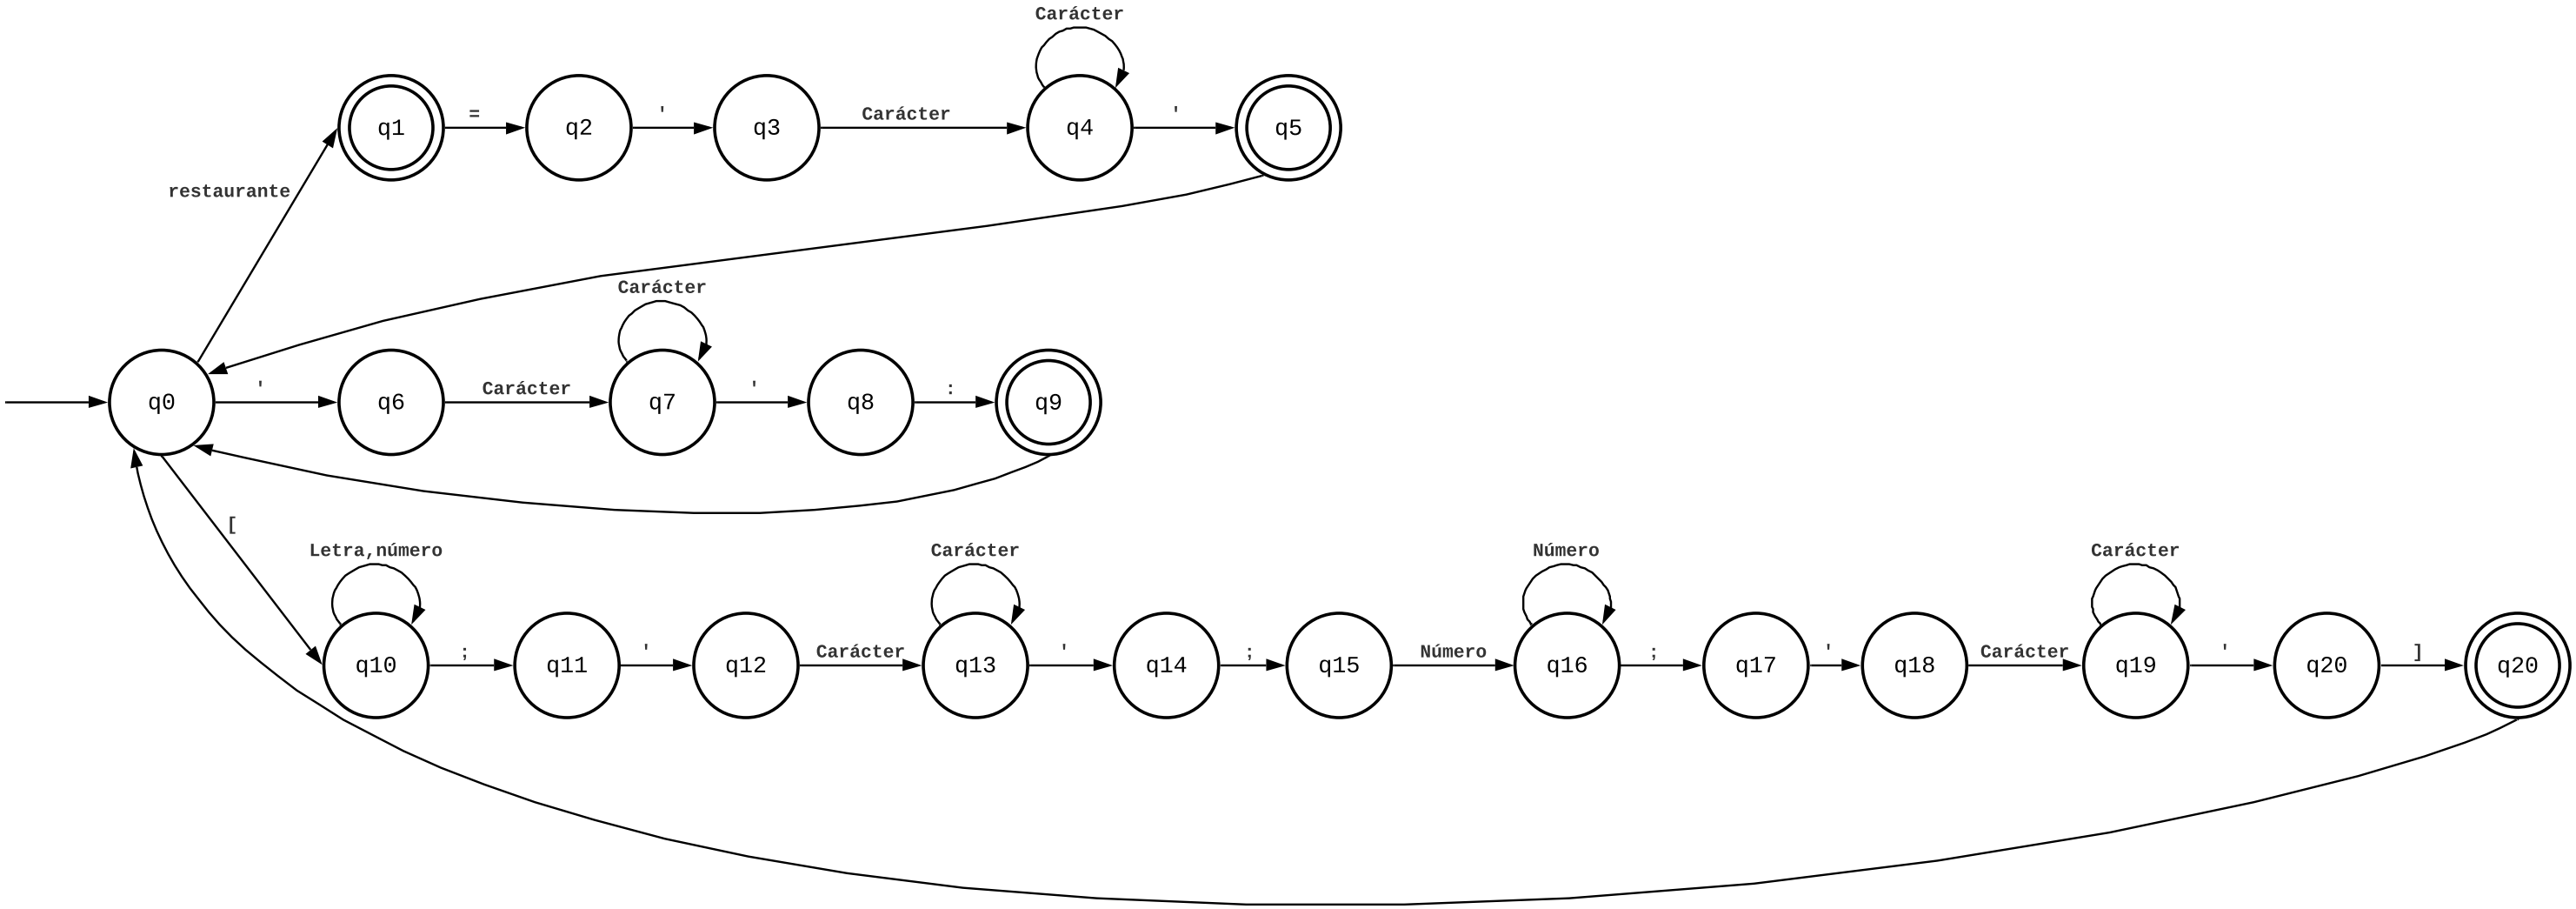 Carácter
q1 = q2 ' q3 Carácter q4 ' q5
restaurante
Carácter
q0 ' q6 Carácter q7 ' q8 : q9
[
Letra,número Carácter Número Carácter
q10 ; q11 ' q12 Carácter q13 ' q14 ; q15 Número q16 ; q17 ' q18 Carácter q19 ' q20 ] q20